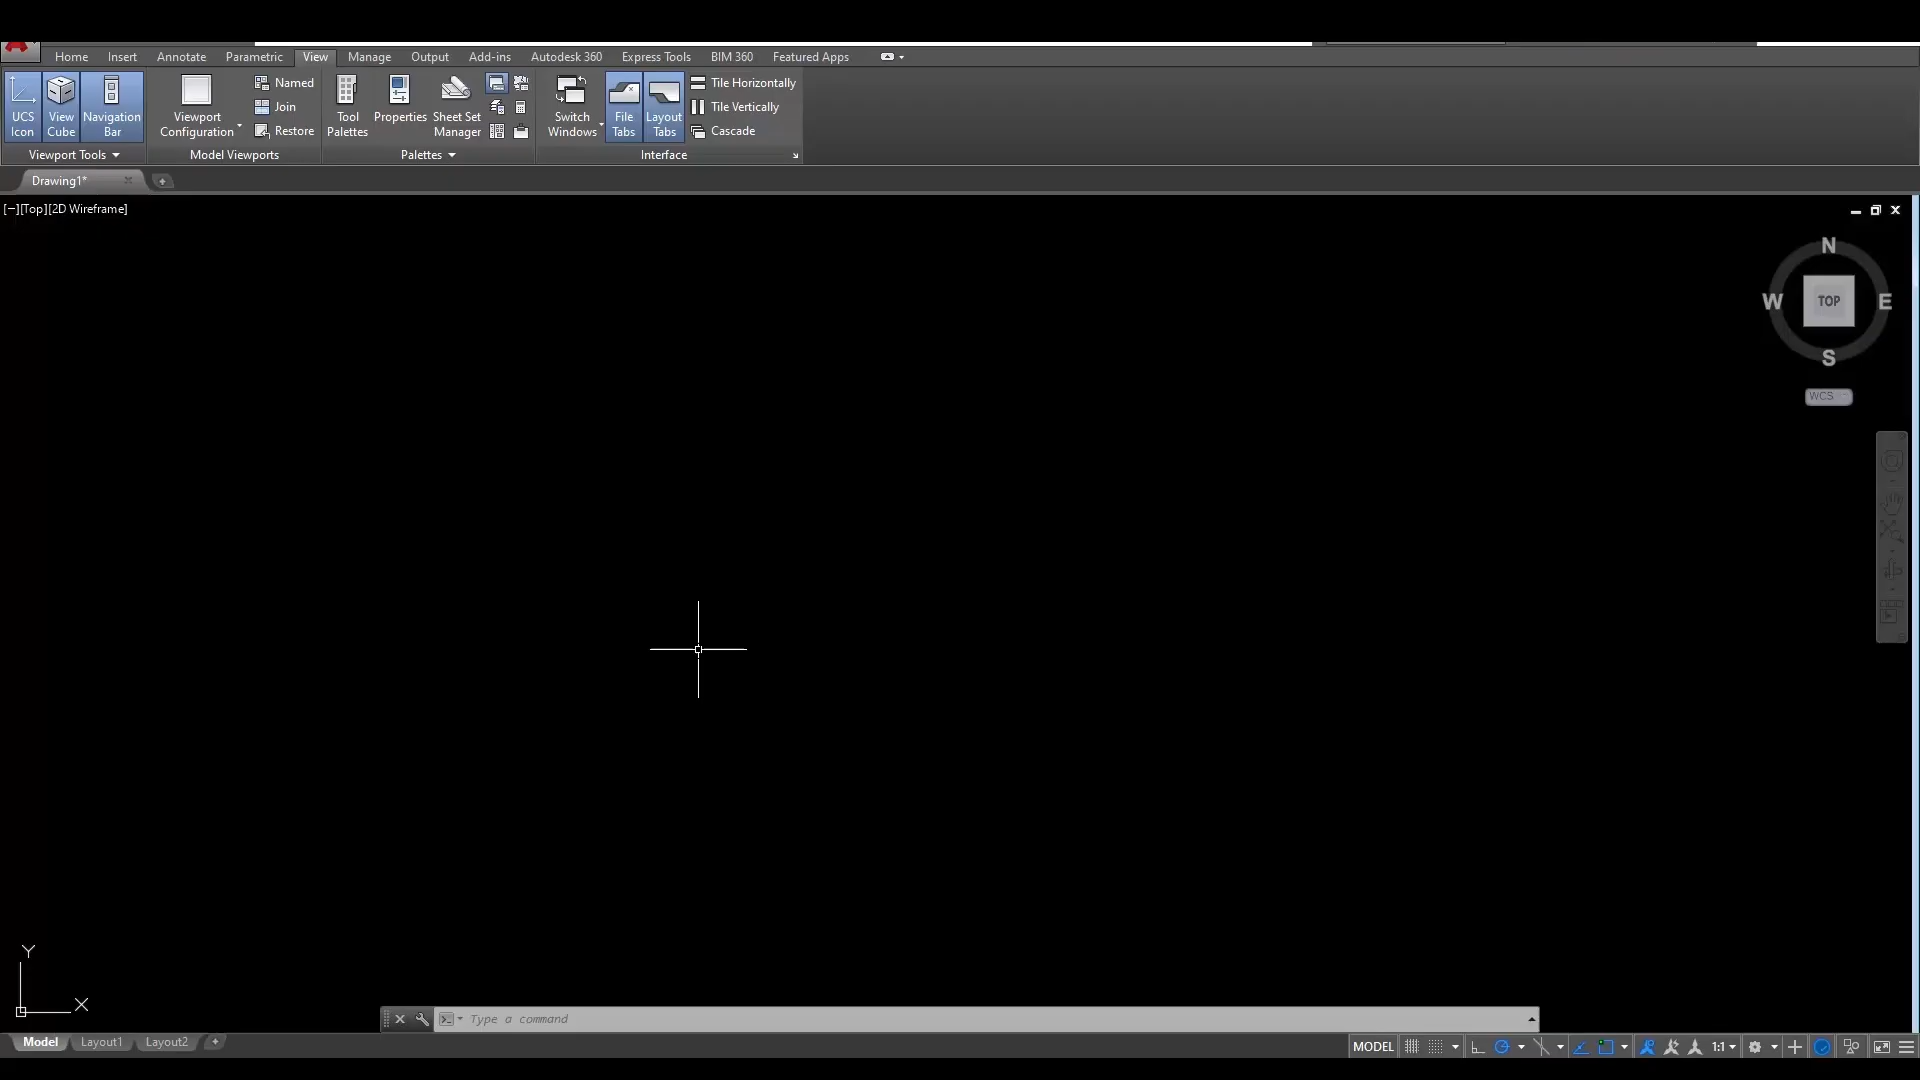 Home Insert Annotate Parametric View Manage Output Add-ins Autodesk 360 Express Tools BIM 360 Featured Apps
UCS Icon
View Cube
Navigation Bar
Viewport Configuration
Named
Join
Restore
Tool Palettes
Properties
Sheet Set Manager
Switch Windows
File Tabs
Layout Tabs
Tile Horizontally
Tile Vertically
Cascade
Viewport Tools Model Viewports Palettes Interface
Drawing1*
[−][Top][2D Wireframe]
N
W TOP E
S
WCS
Y
X
Type a command
Model Layout1 Layout2
MODEL 1:1